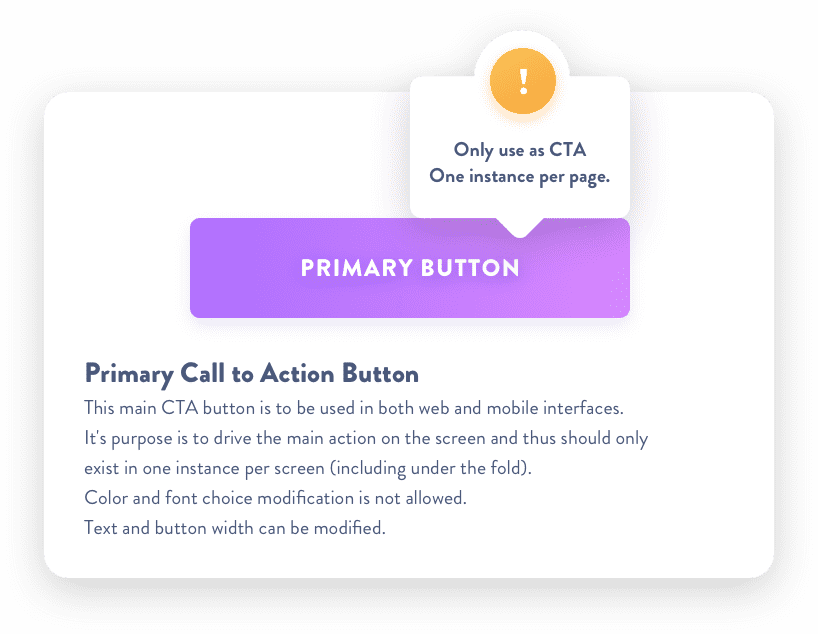 !
Only use as CTA
One instance per page.
PRIMARY BUTTON
Primary Call to Action Button
This main CTA button is to be used in both web and mobile interfaces.
It's purpose is to drive the main action on the screen and thus should only
exist in one instance per screen (including under the fold).
Color and font choice modification is not allowed.
Text and button width can be modified.